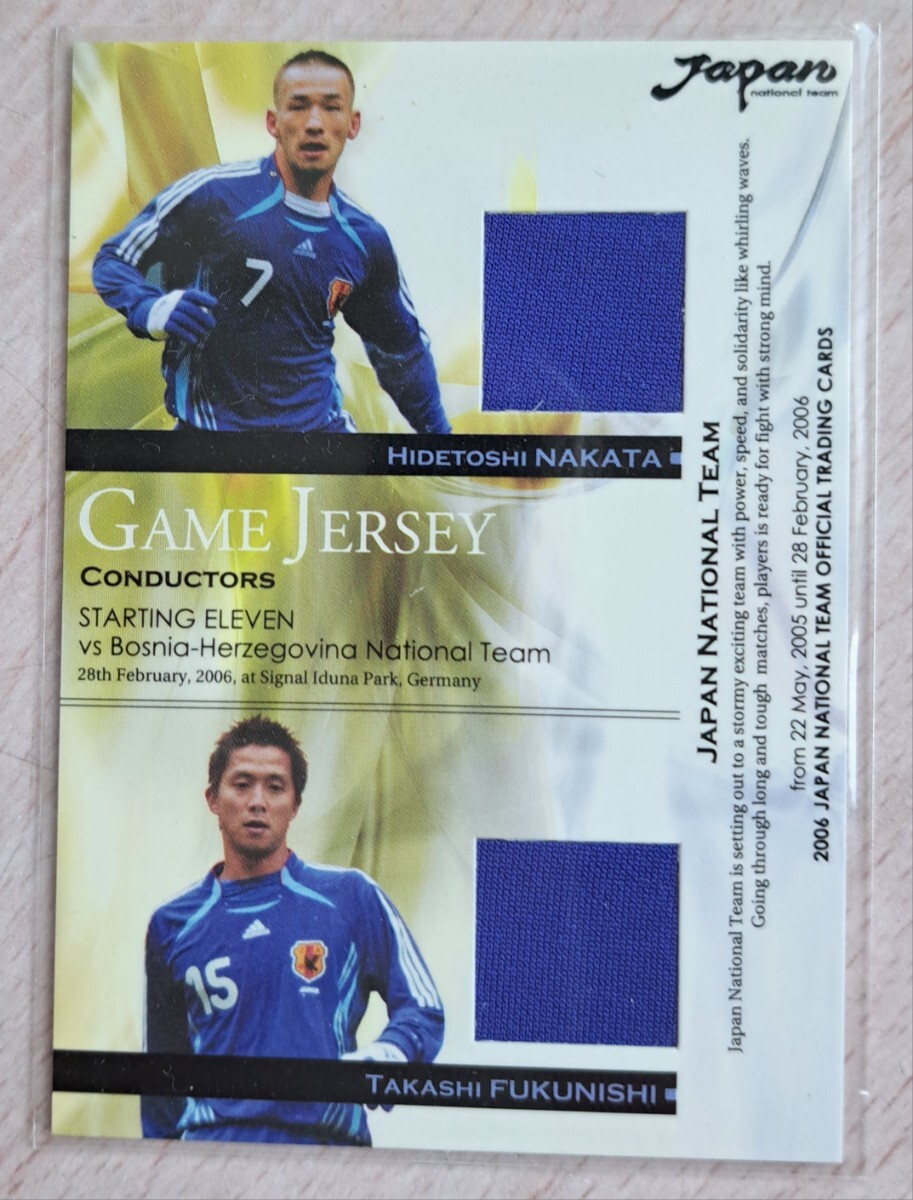 Japan
national team
7
HIDETOSHI NAKATA
GAME JERSEY
CONDUCTORS
STARTING ELEVEN
vs Bosnia-Herzegovina National Team
28th February, 2006, at Signal Iduna Park, Germany
15
TAKASHI FUKUNISHI
JAPAN NATIONAL TEAM
Japan National Team is setting out to a stormy exciting team with power, speed, and solidarity like whirling waves.
Going through long and tough matches, players is ready for fight with strong mind.
from 22 May, 2005 until 28 February, 2006
2006 JAPAN NATIONAL TEAM OFFICIAL TRADING CARDS